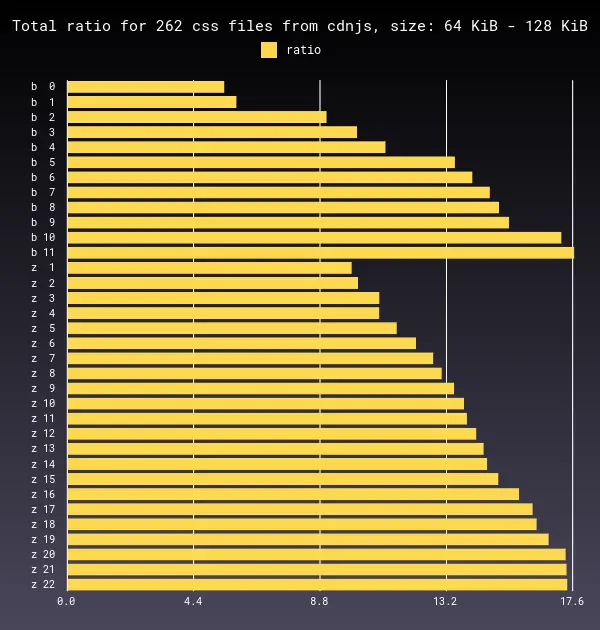 Total ratio for 262 css files from cdnjs, size: 64 KiB - 128 KiB
ratio
b 0
b 1
b 2
b 3
b 4
b 5
b 6
b 7
b 8
b 9
b 10
b 11
z 1
z 2
z 3
z 4
z 5
z 6
z 7
z 8
z 9
z 10
z 11
z 12
z 13
z 14
z 15
z 16
z 17
z 18
z 19
z 20
z 21
z 22
0.0 4.4 8.8 13.2 17.6